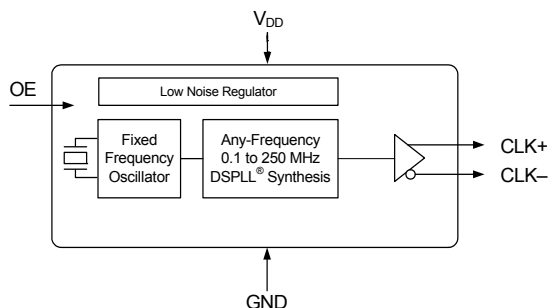 V_DD
OE
Low Noise Regulator
Fixed
Frequency
Oscillator
Any-Frequency
0.1 to 250 MHz
DSPLL® Synthesis
CLK+
CLK–
GND